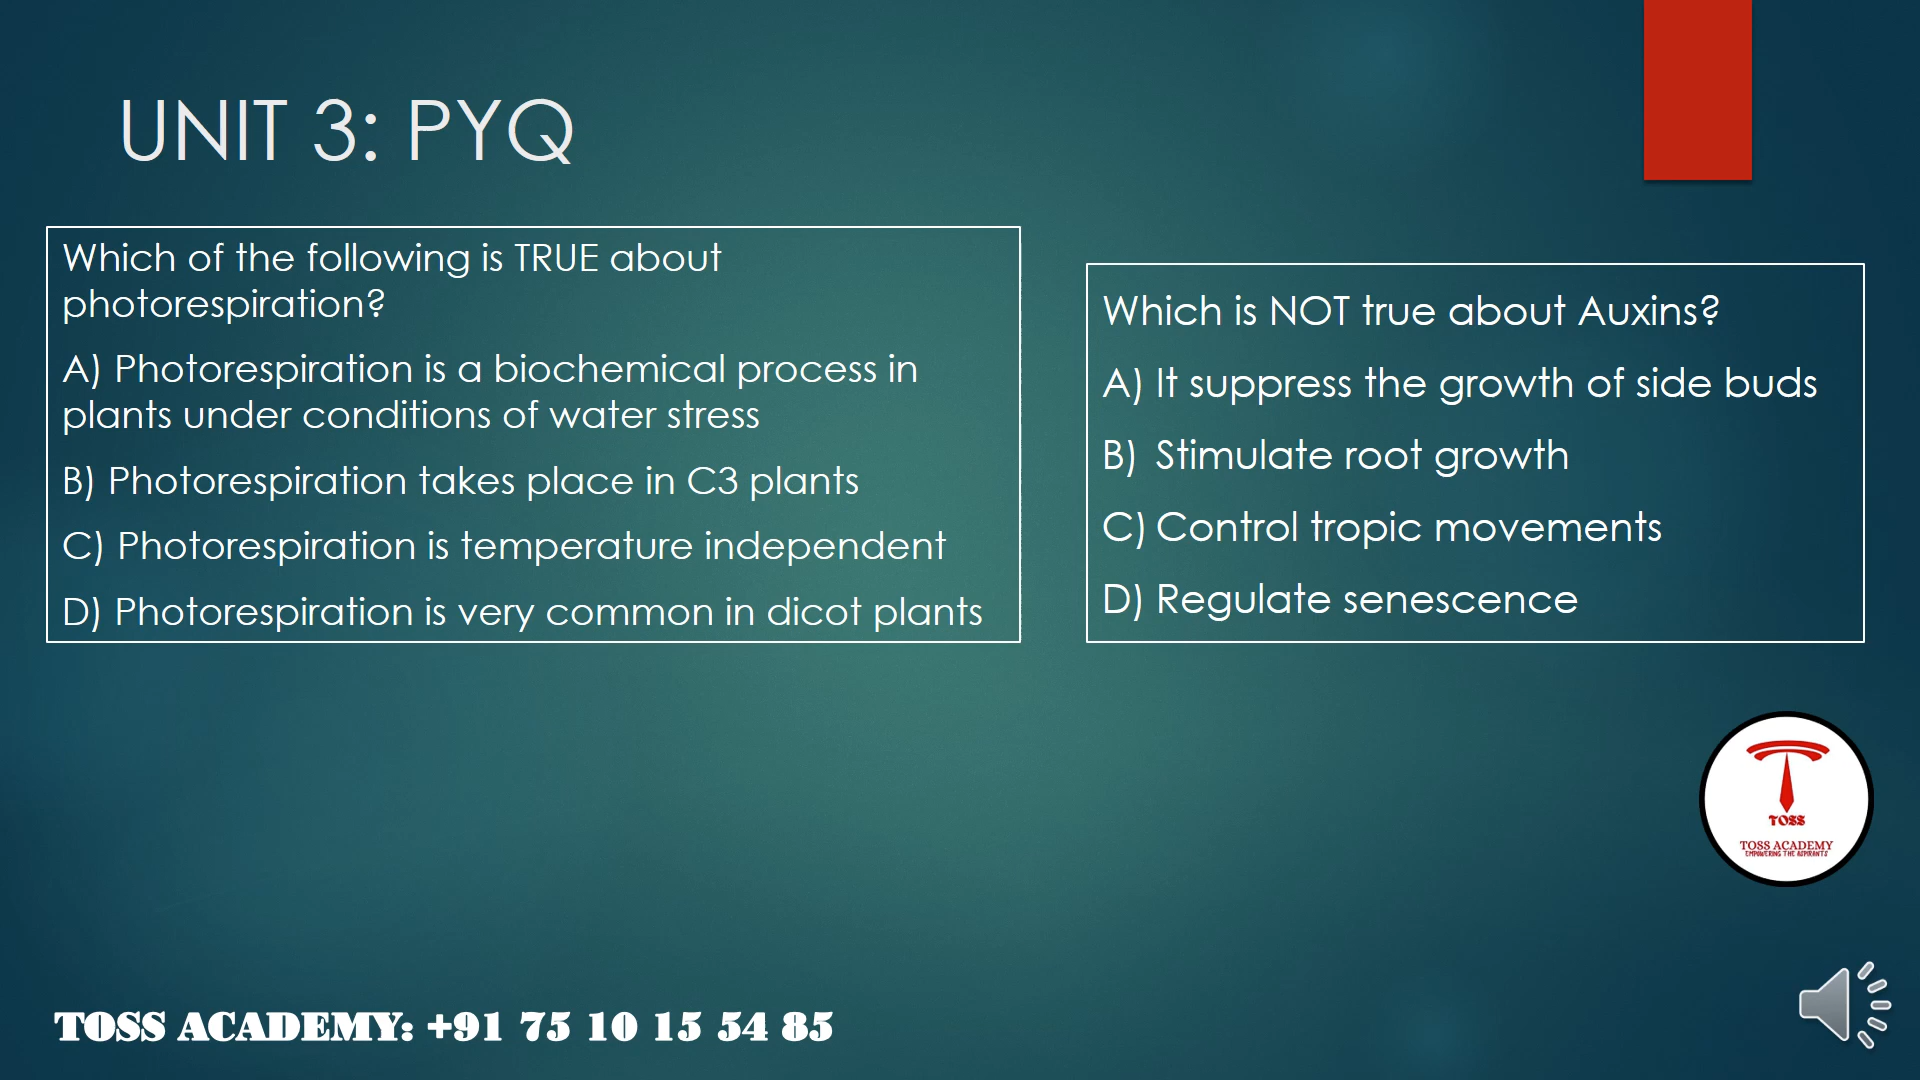 UNIT 3: PYQ
Which of the following is TRUE about
photorespiration?
A) Photorespiration is a biochemical process in
plants under conditions of water stress
B) Photorespiration takes place in C3 plants
C) Photorespiration is temperature independent
D) Photorespiration is very common in dicot plants
Which is NOT true about Auxins?
A) It suppress the growth of side buds
B) Stimulate root growth
C) Control tropic movements
D) Regulate senescence
TOSS
TOSS ACADEMY
EMPOWERING THE ASPIRANTS
TOSS ACADEMY: +91 75 10 15 54 85